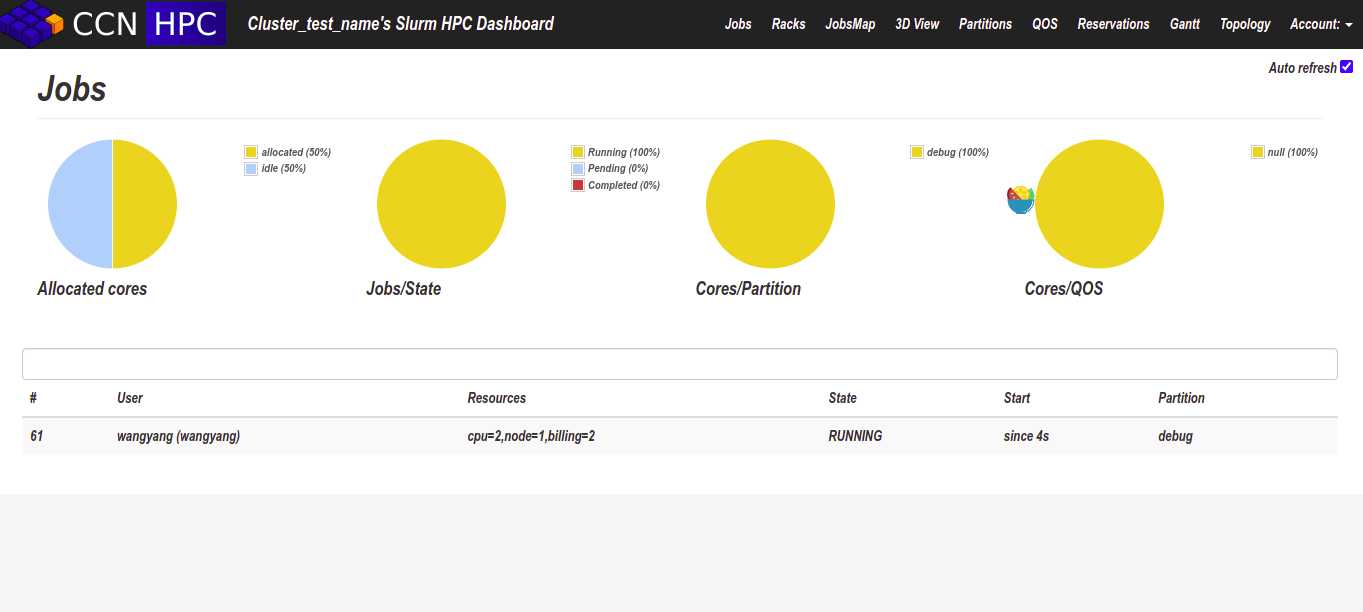 CCN HPC Cluster_test_name's Slurm HPC Dashboard Jobs Racks JobsMap 3D View Partitions QOS Reservations Gantt Topology Account:
Auto refresh
Jobs
allocated (50%)
idle (50%)
Running (100%)
Pending (0%)
Completed (0%)
debug (100%)
null (100%)
Allocated cores Jobs/State Cores/Partition Cores/QOS
# User Resources State Start Partition
61 wangyang (wangyang) cpu=2,node=1,billing=2 RUNNING since 4s debug